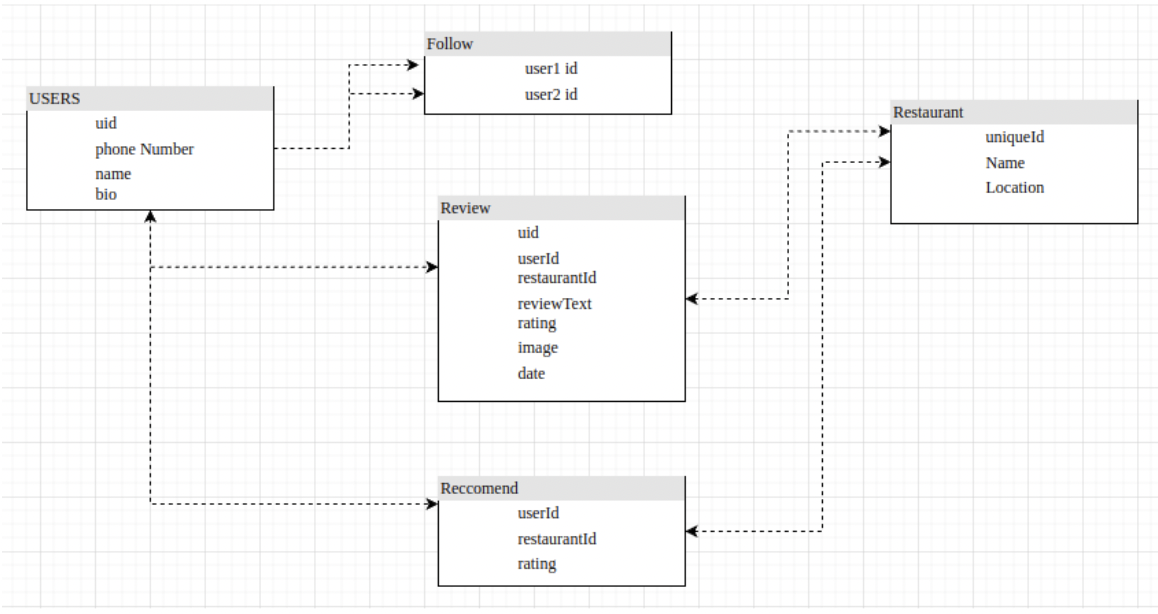 USERS
uid
phone Number
name
bio
Follow
user1 id
user2 id
Review
uid
userId
restaurantId
reviewText
rating
image
date
Reccomend
userId
restaurantId
rating
Restaurant
uniqueId
Name
Location